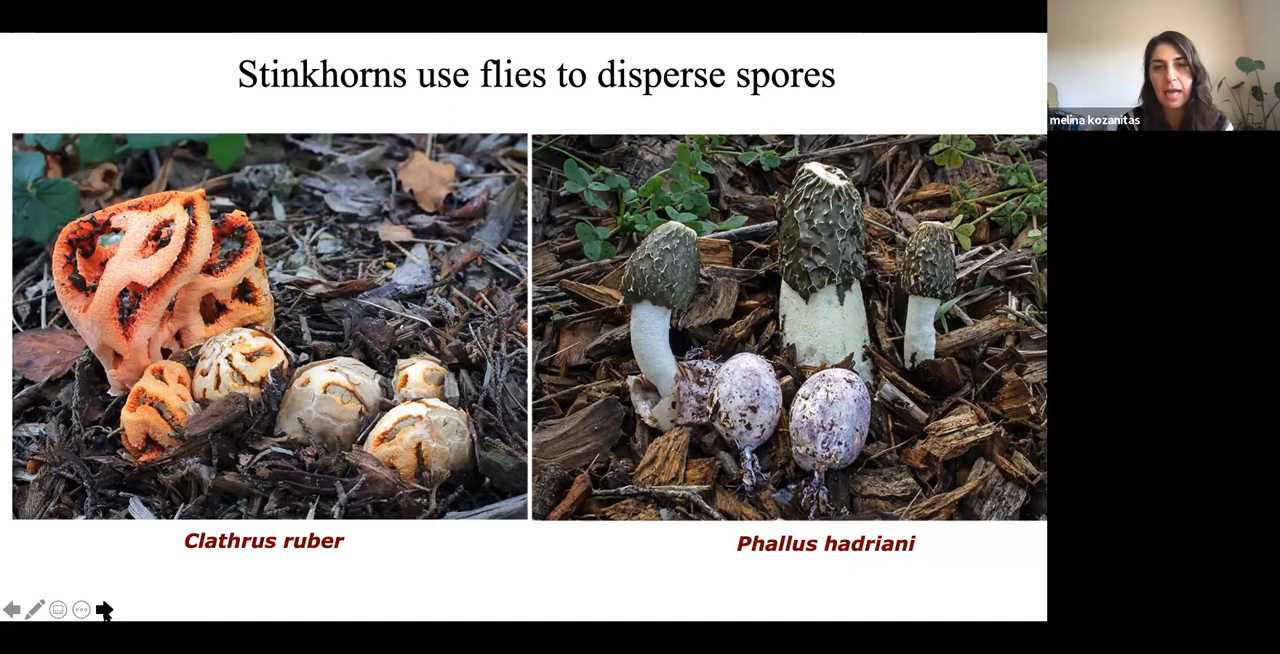 Stinkhorns use flies to disperse spores
melina kozanitas
Clathrus ruber
Phallus hadriani